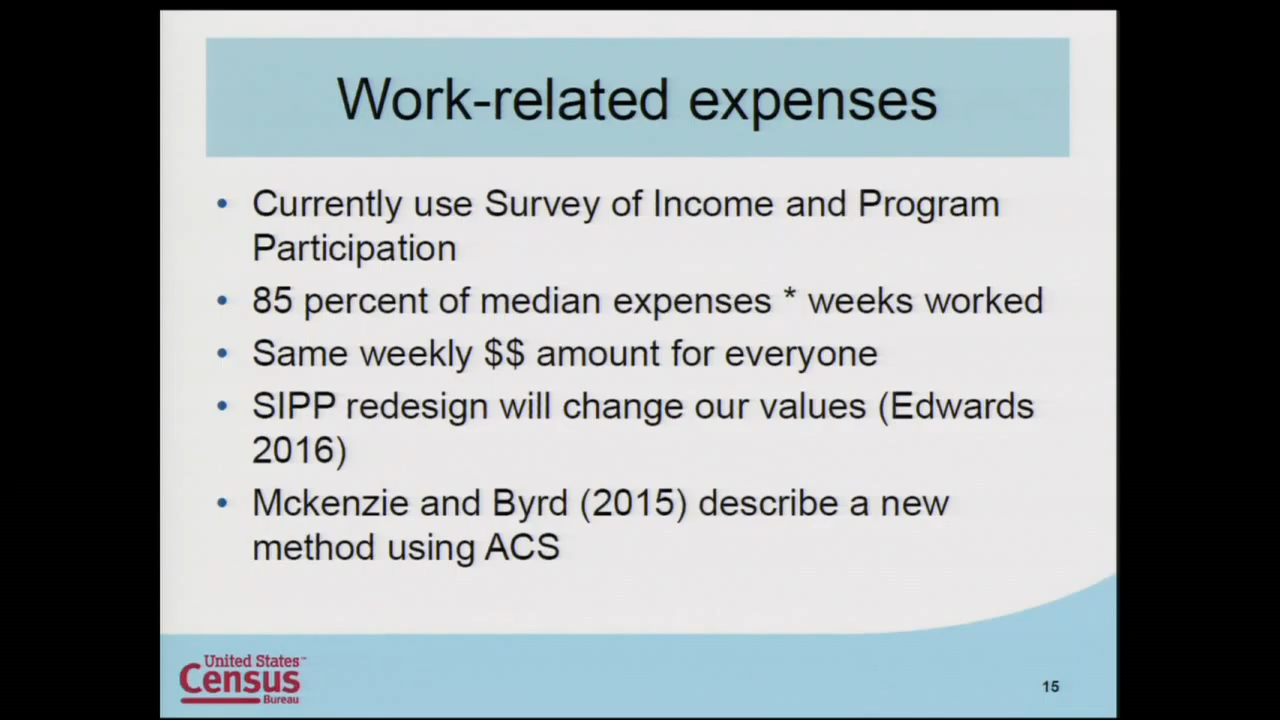 Work-related expenses
• Currently use Survey of Income and Program
Participation
• 85 percent of median expenses * weeks worked
• Same weekly $$ amount for everyone
• SIPP redesign will change our values (Edwards
2016)
• Mckenzie and Byrd (2015) describe a new
method using ACS
United States™
Census
Bureau
15